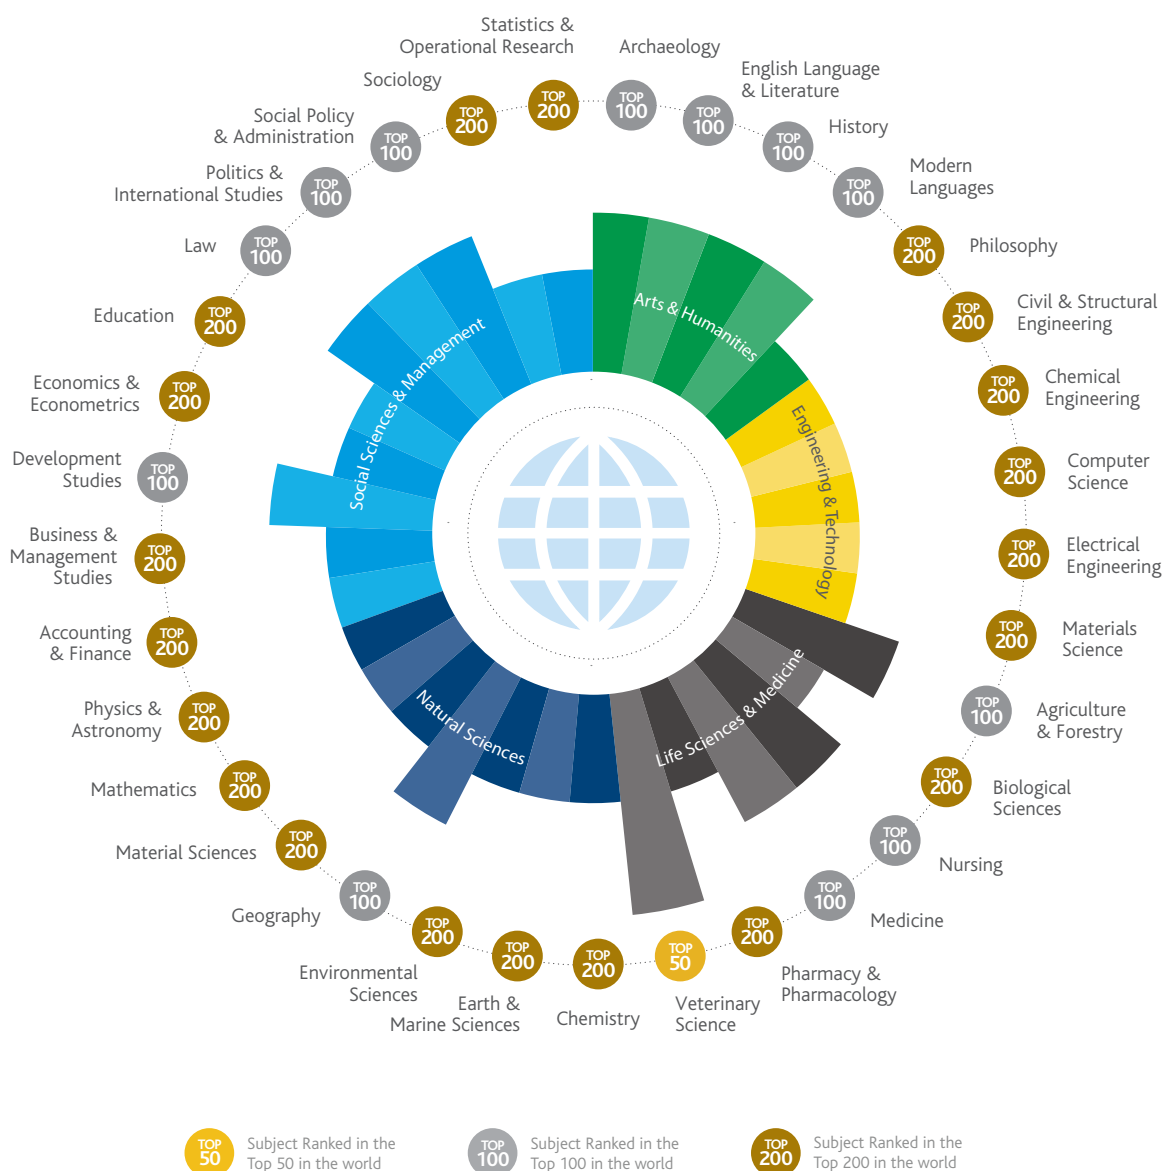 Statistics &
Operational Research
TOP
200
Archaeology
TOP
100
English Language
& Literature
TOP
100
History
TOP
100
Modern
Languages
TOP
100
Philosophy
TOP
200
Civil & Structural
Engineering
TOP
200
Chemical
Engineering
TOP
200
Computer
Science
TOP
200
Electrical
Engineering
TOP
200
Materials
Science
TOP
200
Agriculture
& Forestry
TOP
100
Biological
Sciences
TOP
200
Nursing
TOP
100
Medicine
TOP
100
Pharmacy &
Pharmacology
TOP
200
Veterinary
Science
TOP
50
Chemistry
TOP
200
Earth &
Marine Sciences
TOP
200
Environmental
Sciences
TOP
200
Geography
TOP
100
Material Sciences
TOP
200
Mathematics
TOP
200
Physics &
Astronomy
TOP
200
Accounting
& Finance
TOP
200
Business &
Management
Studies
TOP
200
Development
Studies
TOP
100
Economics &
Econometrics
TOP
200
Education
TOP
200
Law
TOP
100
Politics &
International Studies
TOP
100
Social Policy
& Administration
TOP
100
Sociology
TOP
200
Arts & Humanities
Engineering & Technology
Life Sciences & Medicine
Natural Sciences
Social Sciences & Management
TOP
50
Subject Ranked in the
Top 50 in the world
TOP
100
Subject Ranked in the
Top 100 in the world
TOP
200
Subject Ranked in the
Top 200 in the world